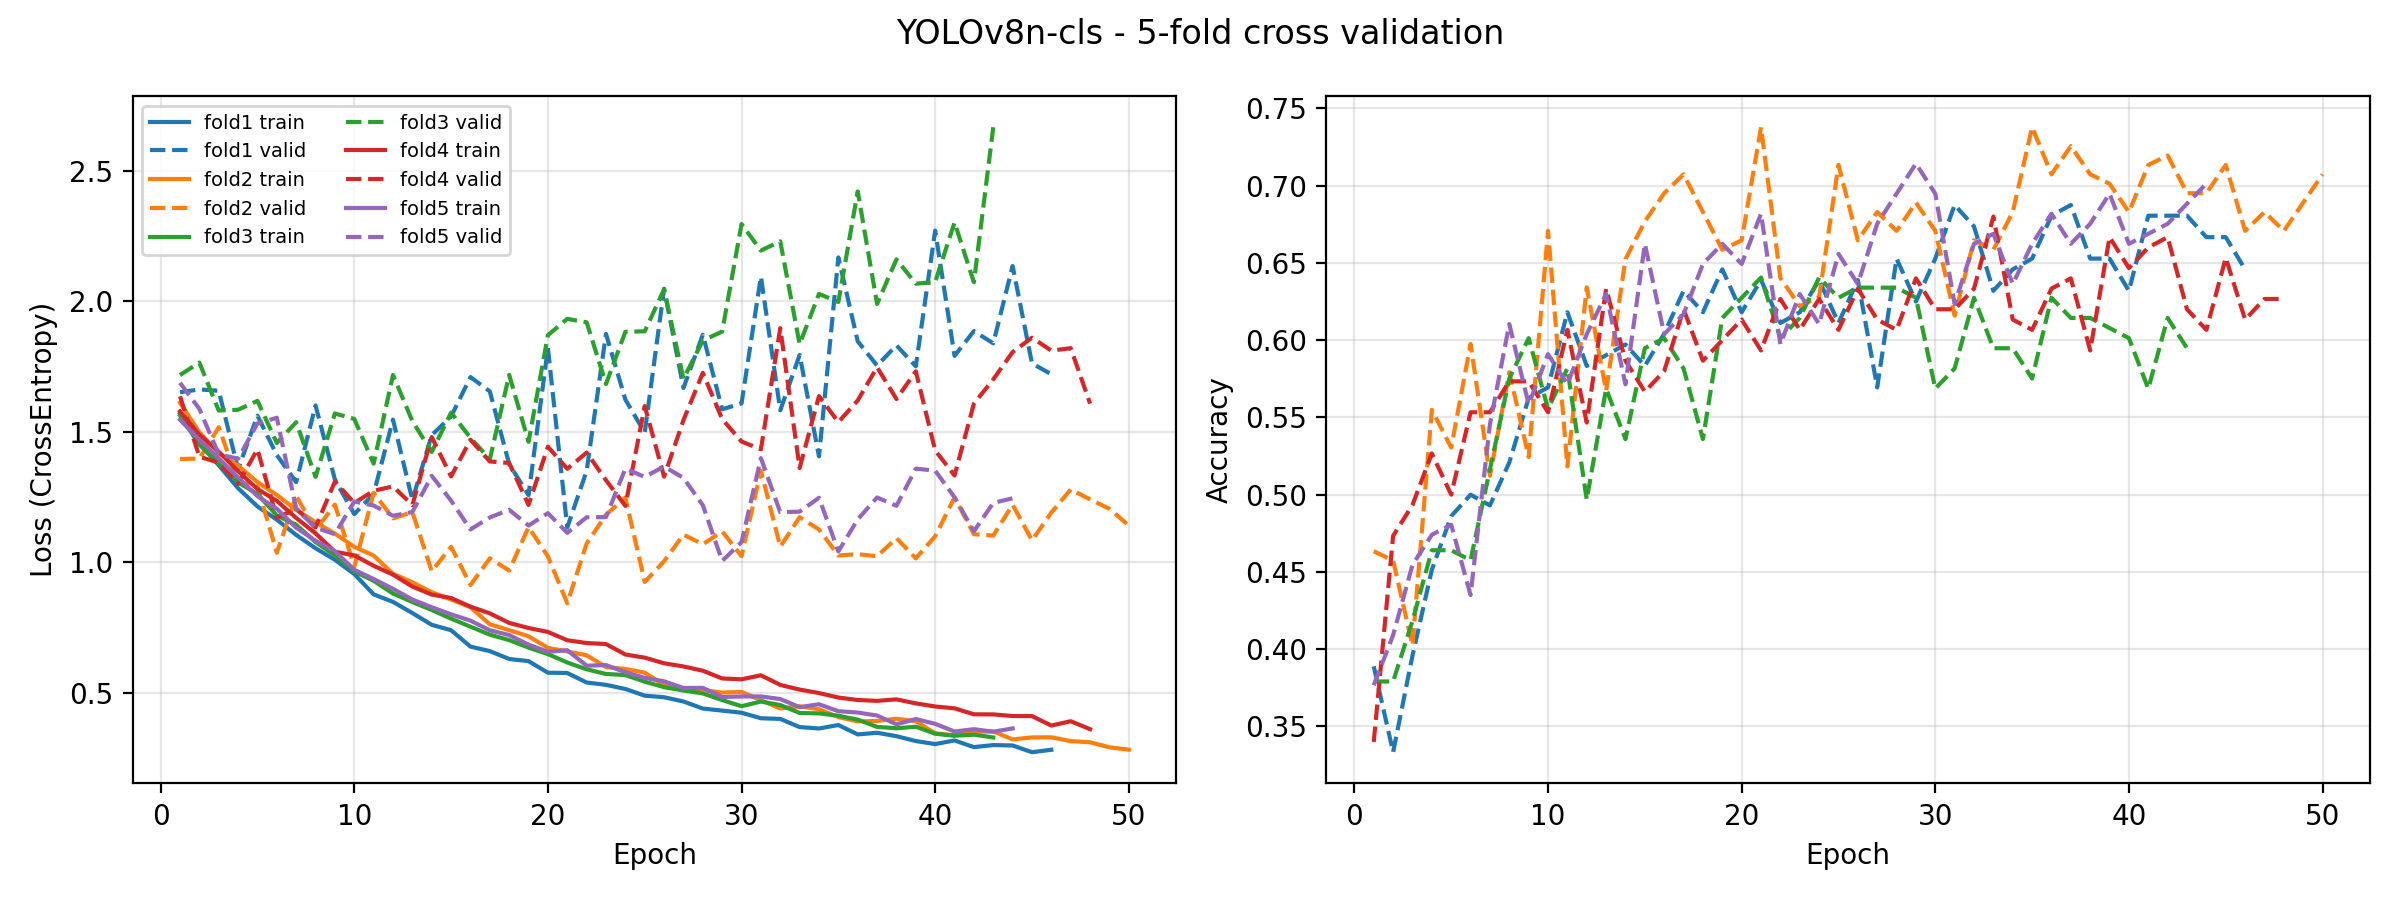 YOLOv8n-cls - 5-fold cross validation
fold1 train
fold1 valid
fold2 train
fold2 valid
fold3 train
fold3 valid
fold4 train
fold4 valid
fold5 train
fold5 valid
Loss (CrossEntropy)
2.5
2.0
1.5
1.0
0.5
0 10 20 30 40 50
Epoch
Accuracy
0.75
0.70
0.65
0.60
0.55
0.50
0.45
0.40
0.35
0 10 20 30 40 50
Epoch